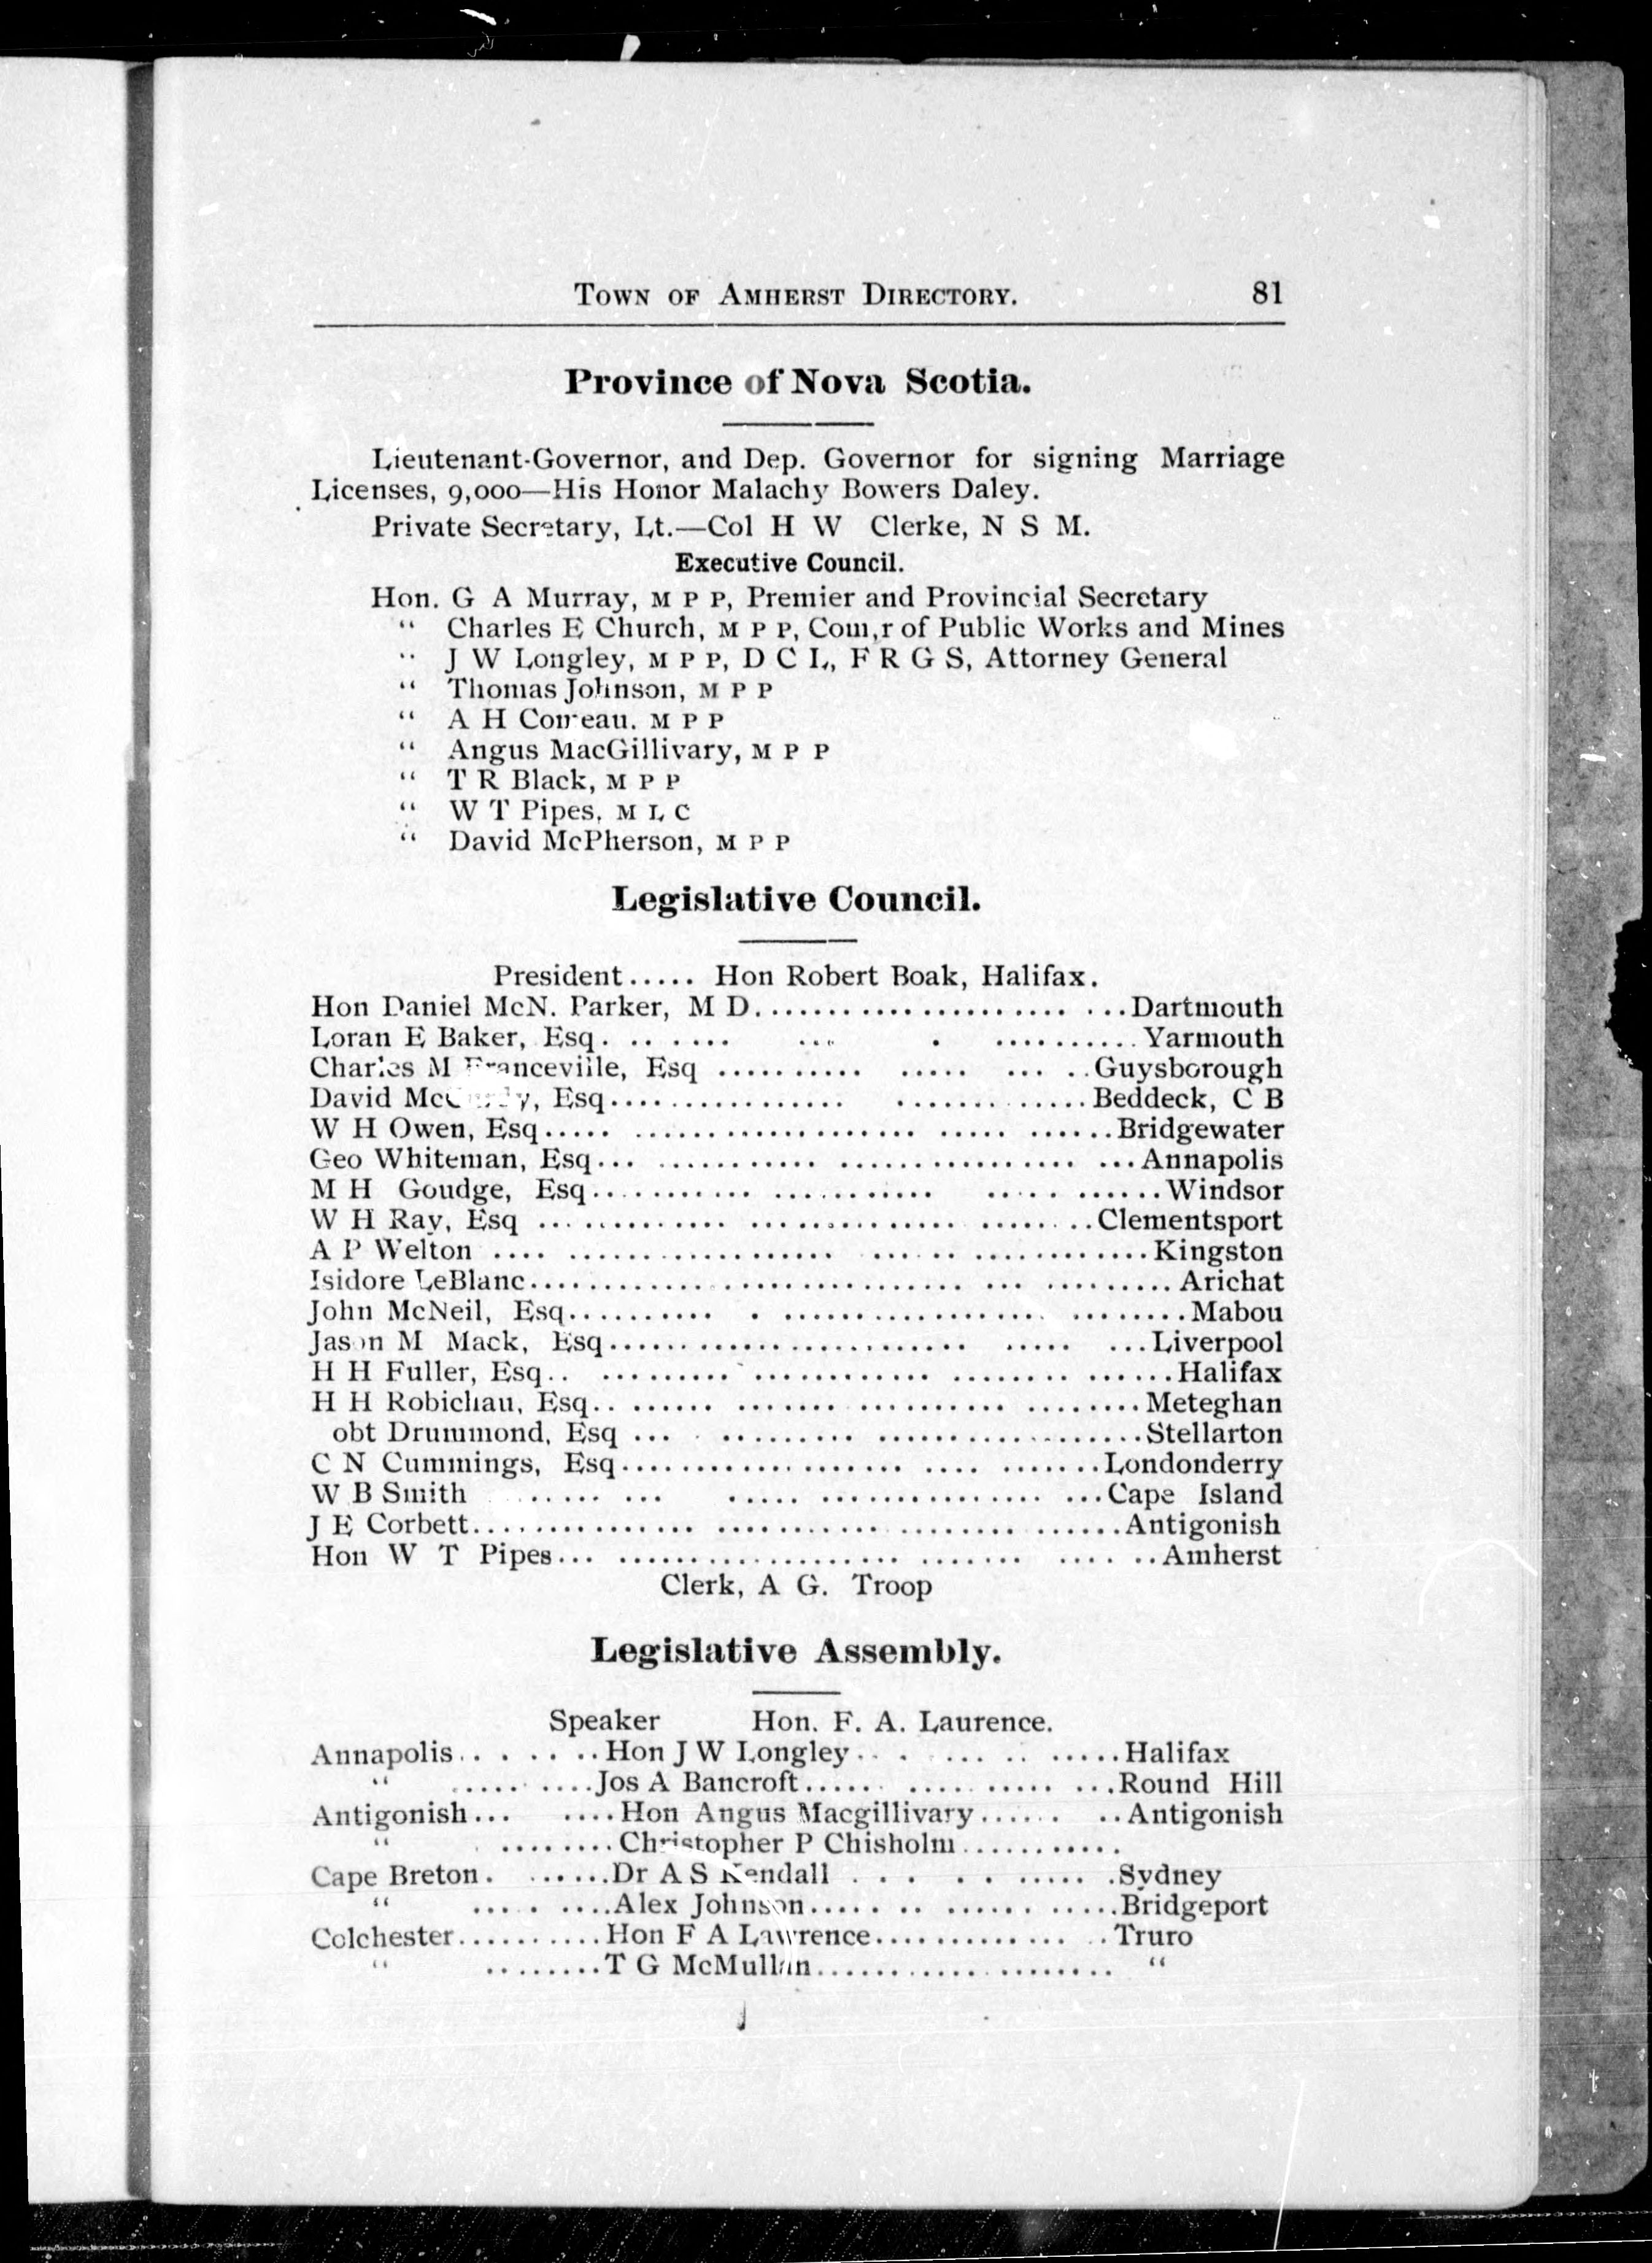 TOWN OF AMHERST DIRECTORY. 81
Province of Nova Scotia.
Lieutenant-Governor, and Dep. Governor for signing Marriage
Licenses, 9,000—His Honor Malachy Bowers Daley.
Private Secretary, Lt.—Col H W Clerke, N S M.
Executive Council.
Hon. G A Murray, M P P, Premier and Provincial Secretary
“ Charles E Church, M P P, Com,r of Public Works and Mines
“ J W Longley, M P P, D C L, F R G S, Attorney General
“ Thomas Johnson, M P P
“ A H Comeau. M P P
“ Angus MacGillivary, M P P
“ T R Black, M P P
“ W T Pipes, M L C
“ David McPherson, M P P
Legislative Council.
President..... Hon Robert Boak, Halifax.
Hon Daniel McN. Parker, M D...................... ...Dartmouth
Loran E Baker, Esq. .. ..... ... . .......... Yarmouth
Charles M Franceville, Esq .......... ..... ... ..Guysborough
David , Esq................ .............Beddeck, C B
W H Owen, Esq..... ................... ..... ......Bridgewater
Geo Whiteman, Esq... ........... ................ ...Annapolis
M H Goudge, Esq........... ........... ..... ......Windsor
W H Ray, Esq ... .......... .............. ........Clementsport
A P Welton .... .................. ...... ............Kingston
Isidore LeBlanc.............................. ... ......... Arichat
John McNeil, Esq.......... . .................. ........Mabou
Jason M Mack, Esq........................ ..... ...Liverpool
H H Fuller, Esq.. ......... ............ ........ ......Halifax
H H Robichau, Esq.. ...... ....... .......... ........Meteghan
obt Drummond, Esq ... . ......... ..................Stellarton
C N Cummings, Esq................... .... .......Londonderry
W B Smith ...... ... ..... ............... ...Cape Island
J E Corbett............... ........... ........ ......Antigonish
Hon W T Pipes... ................... ....... .... ..Amherst
Clerk, A G. Troop
Legislative Assembly.
Speaker Hon. F. A. Laurence.
Annapolis.. . . . . ..Hon J W Longley.. . .... .. .....Halifax
“ ..... ....Jos A Bancroft...... ..... ..... ...Round Hill
Antigonish... ....Hon Angus Macgillivary...... ..Antigonish
“ ........Christopher P Chisholm...........
Cape Breton. ......Dr A S Kendall . . . . . ..... .Sydney
“ ..... ....Alex Johnson..... .. ...... .....Bridgeport
Colchester..........Hon F A Lawrence............. ..Truro
“ ........T G McMullan........... ........ “